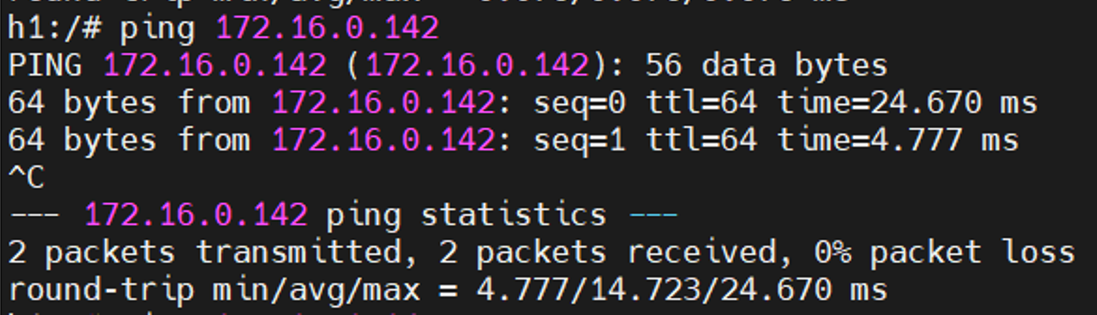 h1:/# ping 172.16.0.142
PING 172.16.0.142 (172.16.0.142): 56 data bytes
64 bytes from 172.16.0.142: seq=0 ttl=64 time=24.670 ms
64 bytes from 172.16.0.142: seq=1 ttl=64 time=4.777 ms
^C
--- 172.16.0.142 ping statistics ---
2 packets transmitted, 2 packets received, 0% packet loss
round-trip min/avg/max = 4.777/14.723/24.670 ms